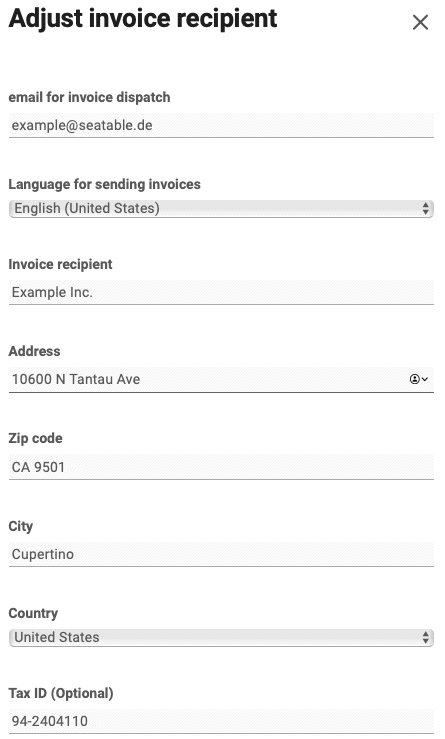 Adjust invoice recipient
email for invoice dispatch
example@seatable.de
Language for sending invoices
English (United States)
Invoice recipient
Example Inc.
Address
10600 N Tantau Ave
Zip code
CA 9501
City
Cupertino
Country
United States
Tax ID (Optional)
94-2404110